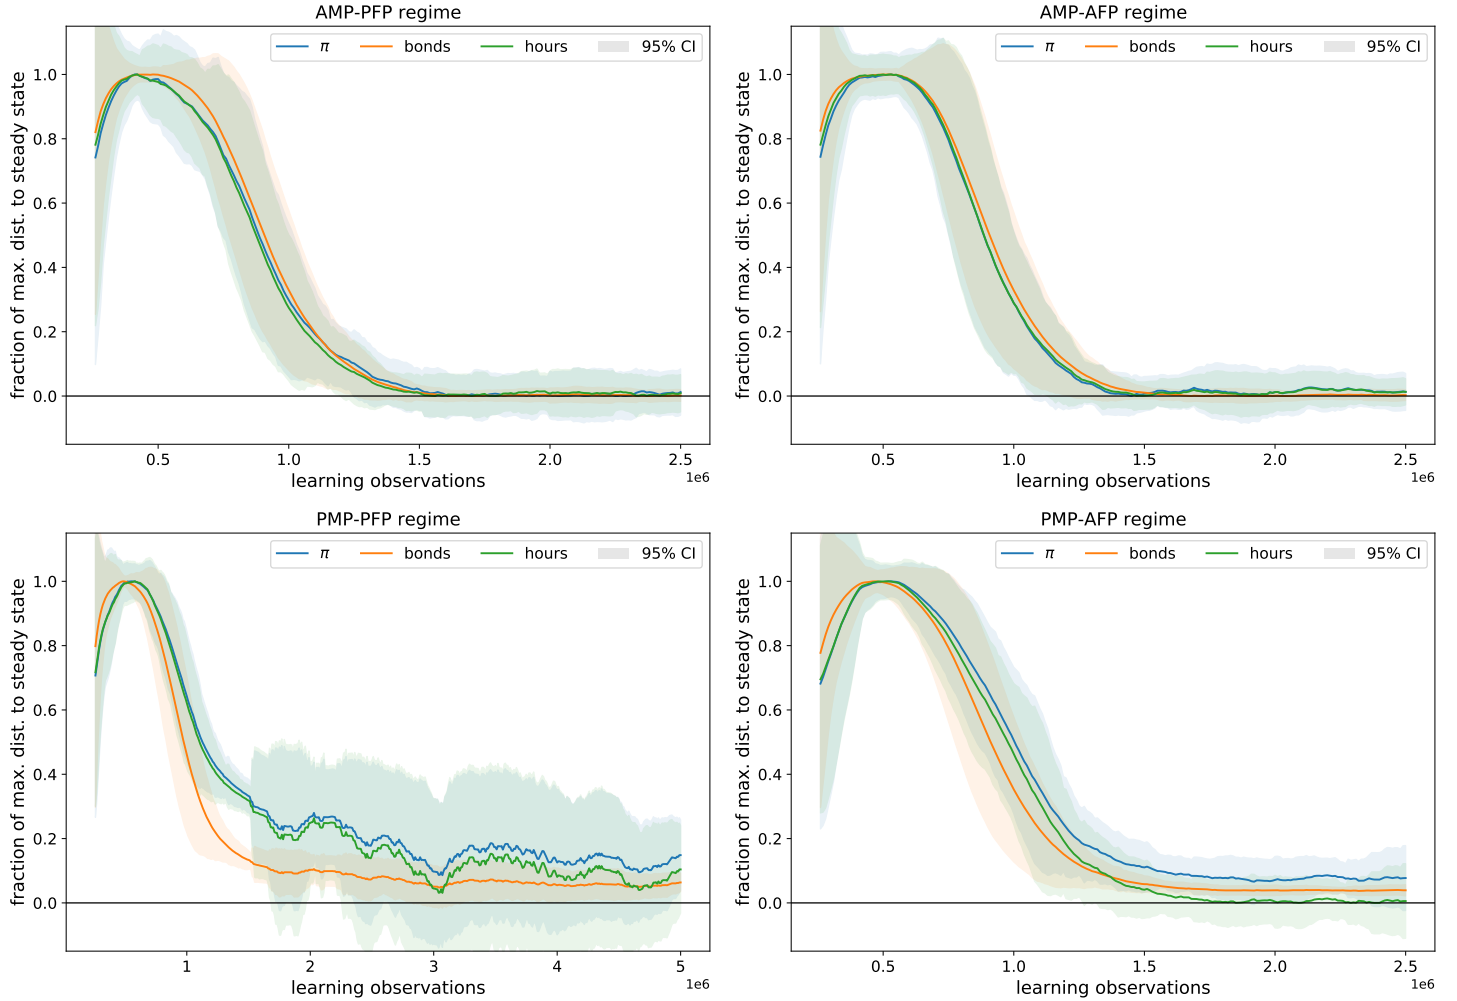 AMP-PFP regime
π bonds hours 95% CI
fraction of max. dist. to steady state
1.0
0.8
0.6
0.4
0.2
0.0
0.5 1.0 1.5 2.0 2.5
1e6
learning observations
AMP-AFP regime
π bonds hours 95% CI
fraction of max. dist. to steady state
1.0
0.8
0.6
0.4
0.2
0.0
0.5 1.0 1.5 2.0 2.5
1e6
learning observations
PMP-PFP regime
π bonds hours 95% CI
fraction of max. dist. to steady state
1.0
0.8
0.6
0.4
0.2
0.0
1 2 3 4 5
1e6
learning observations
PMP-AFP regime
π bonds hours 95% CI
fraction of max. dist. to steady state
1.0
0.8
0.6
0.4
0.2
0.0
0.5 1.0 1.5 2.0 2.5
1e6
learning observations